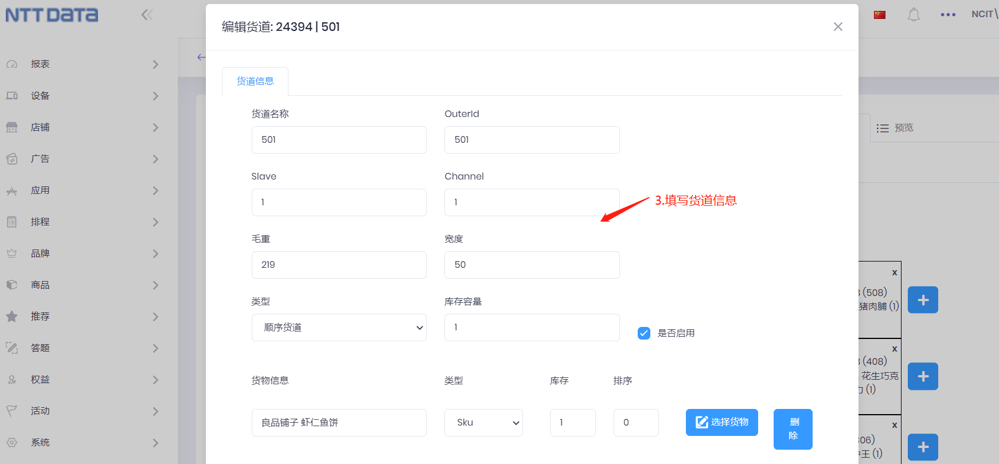 NTT DATA
NCIT\
报表
设备
店铺
广告
应用
排程
品牌
商品
推荐
答题
权益
活动
系统
编辑货道: 24394 | 501
货道信息
货道名称
OuterId
501
501
Slave
Channel
1
1
3.填写货道信息
毛重
宽度
219
50
类型
库存容量
顺序货道
1
是否启用
货物信息
类型
库存
排序
良品铺子 虾仁鱼饼
Sku
1
0
选择货物
删
除
预览
x
(508)
猪肉脯 (1)
x
(408)
花生巧克
(1)
x
06)
王 (1)